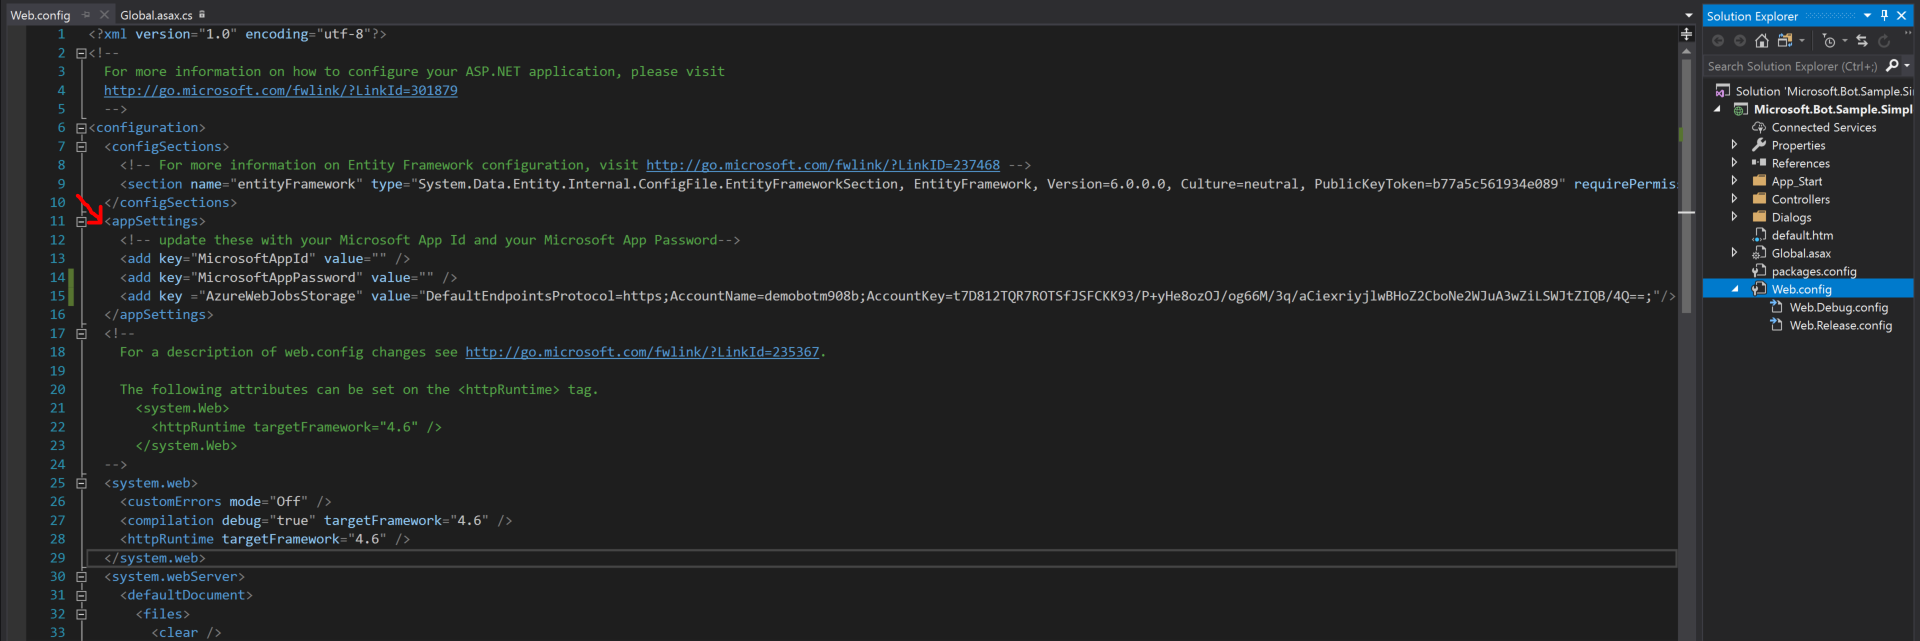 Web.config
Global.asax.cs
1 <?xml version="1.0" encoding="utf-8"?>
2 <!--
3 For more information on how to configure your ASP.NET application, please visit
4 http://go.microsoft.com/fwlink/?LinkId=301879
5 -->
6 <configuration>
7 <configSections>
8 <!-- For more information on Entity Framework configuration, visit http://go.microsoft.com/fwlink/?LinkID=237468 -->
9 <section name="entityFramework" type="System.Data.Entity.Internal.ConfigFile.EntityFrameworkSection, EntityFramework, Version=6.0.0.0, Culture=neutral, PublicKeyToken=b77a5c561934e089" requirePermis
10 </configSections>
11 <appSettings>
12 <!-- update these with your Microsoft App Id and your Microsoft App Password-->
13 <add key="MicrosoftAppId" value="" />
14 <add key="MicrosoftAppPassword" value="" />
15 <add key ="AzureWebJobsStorage" value="DefaultEndpointsProtocol=https;AccountName=demobotm908b;AccountKey=t7D812TQR7ROTSfJSFCKK93/P+yHe8ozOJ/og66M/3q/aCiexriyjlwBHoZ2CboNe2WJuA3wZiLSWJtZIQB/4Q==;"/>
16 </appSettings>
17 <!--
18 For a description of web.config changes see http://go.microsoft.com/fwlink/?LinkId=235367.
19
20 The following attributes can be set on the <httpRuntime> tag.
21 <system.Web>
22 <httpRuntime targetFramework="4.6" />
23 </system.Web>
24 -->
25 <system.web>
26 <customErrors mode="Off" />
27 <compilation debug="true" targetFramework="4.6" />
28 <httpRuntime targetFramework="4.6" />
29 </system.web>
30 <system.webServer>
31 <defaultDocument>
32 <files>
33 <clear />
Solution Explorer
Search Solution Explorer (Ctrl+;)
Solution 'Microsoft.Bot.Sample.Si
Microsoft.Bot.Sample.Simpl
Connected Services
Properties
References
App_Start
Controllers
Dialogs
default.htm
Global.asax
packages.config
Web.config
Web.Debug.config
Web.Release.config